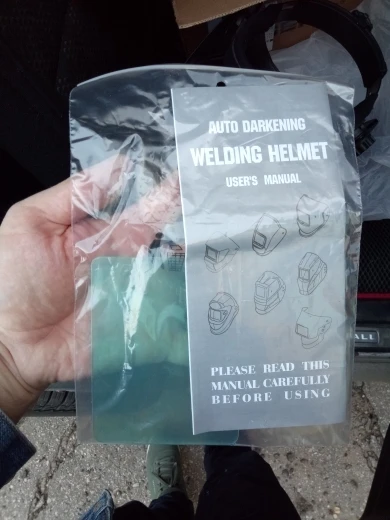 AUTO DARKENING
WELDING HELMET
USER'S MANUAL
PLEASE READ THIS
MANUAL CAREFULLY
BEFORE USING